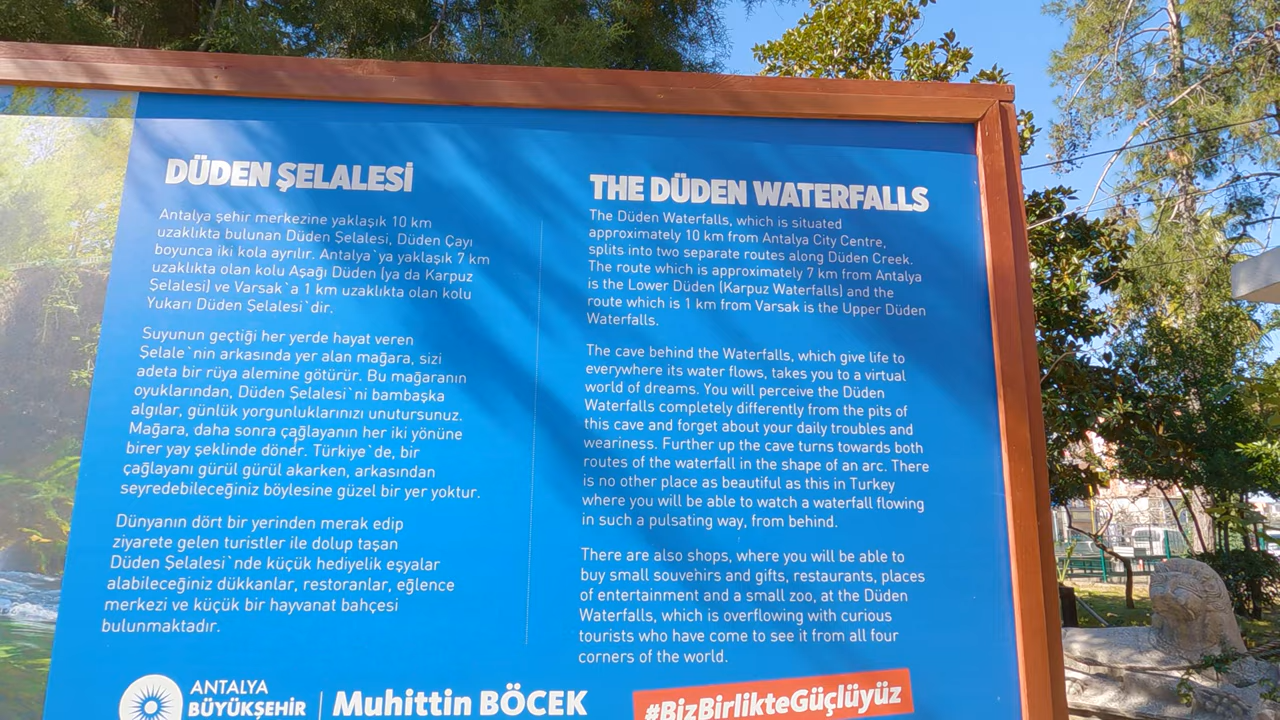 DÜDEN ŞELALESİ
Antalya şehir merkezine yaklaşık 10 km
uzaklıkta bulunan Düden Şelalesi, Düden Çayı
boyunca iki kola ayrılır. Antalya`ya yaklaşık 7 km
uzaklıkta olan kolu Aşağı Düden (ya da Karpuz
Şelalesi) ve Varsak`a 1 km uzaklıkta olan kolu
Yukarı Düden Şelalesi`dir.
Suyunun geçtiği her yerde hayat veren
Şelale`nin arkasında yer alan mağara, sizi
adeta bir rüya alemine götürür. Bu mağaranın
oyuklarından, Düden Şelalesi`ni bambaşka
algılar, günlük yorgunluklarınızı unutursunuz.
Mağara, daha sonra çağlayanın her iki yönüne
birer yay şeklinde döner. Türkiye`de, bir
çağlayanı gürül gürül akarken, arkasından
seyredebileceğiniz böylesine güzel bir yer yoktur.
Dünyanın dört bir yerinden merak edip
ziyarete gelen turistler ile dolup taşan
Düden Şelalesi`nde küçük hediyelik eşyalar
alabileceğiniz dükkanlar, restoranlar, eğlence
merkezi ve küçük bir hayvanat bahçesi
bulunmaktadır.
THE DÜDEN WATERFALLS
The Düden Waterfalls, which is situated
approximately 10 km from Antalya City Centre,
splits into two separate routes along Düden Creek.
The route which is approximately 7 km from Antalya
is the Lower Düden (Karpuz Waterfalls) and the
route which is 1 km from Varsak is the Upper Düden
Waterfalls.
The cave behind the Waterfalls, which give life to
everywhere its water flows, takes you to a virtual
world of dreams. You will perceive the Düden
Waterfalls completely differently from the pits of
this cave and forget about your daily troubles and
weariness. Further up the cave turns towards both
routes of the waterfall in the shape of an arc. There
is no other place as beautiful as this in Turkey
where you will be able to watch a waterfall flowing
in such a pulsating way, from behind.
There are also shops, where you will be able to
buy small souvehirs and gifts, restaurants, places
of entertainment and a small zoo, at the Düden
Waterfalls, which is overflowing with curious
tourists who have come to see it from all four
corners of the world.
ANTALYA
BÜYÜKŞEHİR
Muhittin BÖCEK
#BizBirlikteGüçlüyüz